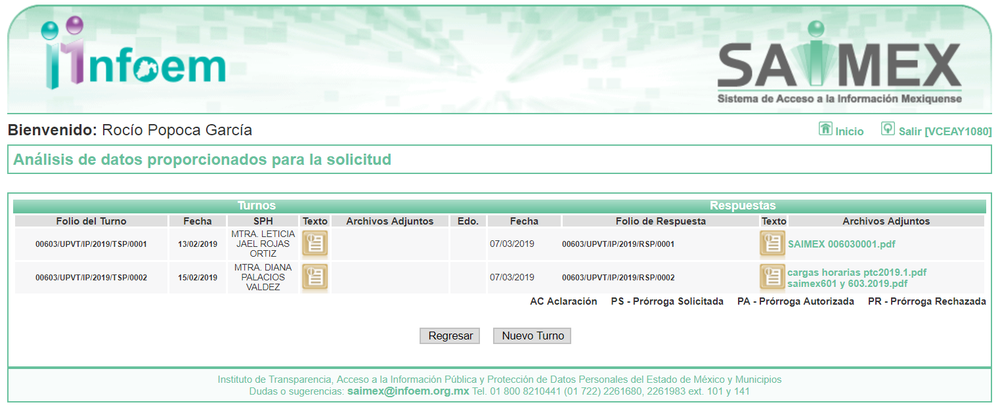 infoem
SAIMEX
Sistema de Acceso a la Información Mexiquense
Bienvenido: Rocío Popoca García
Inicio Salir [VCEAY1080]
Análisis de datos proporcionados para la solicitud
Turnos Respuestas
Folio del Turno Fecha SPH Texto Archivos Adjuntos Edo. Fecha Folio de Respuesta Texto Archivos Adjuntos
00603/UPVT/IP/2019/TSP/0001 13/02/2019 MTRA. LETICIA JAEL ROJAS ORTIZ 07/03/2019 00603/UPVT/IP/2019/RSP/0001 SAIMEX 006030001.pdf
00603/UPVT/IP/2019/TSP/0002 15/02/2019 MTRA. DIANA PALACIOS VALDEZ 07/03/2019 00603/UPVT/IP/2019/RSP/0002 cargas horarias ptc2019.1.pdf
saimex601 y 603.2019.pdf
AC Aclaración PS - Prórroga Solicitada PA - Prórroga Autorizada PR - Prórroga Rechazada
Regresar Nuevo Turno
Instituto de Transparencia, Acceso a la Información Pública y Protección de Datos Personales del Estado de México y Municipios
Dudas o sugerencias: saimex@infoem.org.mx Tel. 01 800 8210441 (01 722) 2261680, 2261983 ext. 101 y 141